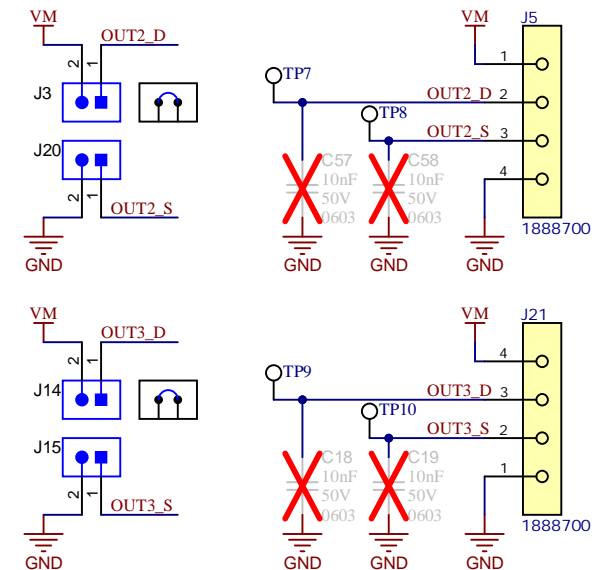 VM
OUT2_D
2
1
J3
J20
2
1
OUT2_S
GND
TP7
TP8
C57
10nF
50V
0603
GND
C58
10nF
50V
0603
GND
VM
J5
1
OUT2_D 2
OUT2_S 3
4
GND
1888700
VM
OUT3_D
2
1
J14
J15
2
1
OUT3_S
GND
TP9
TP10
C18
10nF
50V
0603
GND
C19
10nF
50V
0603
GND
VM
J21
4
OUT3_D 3
OUT3_S 2
1
GND
1888700